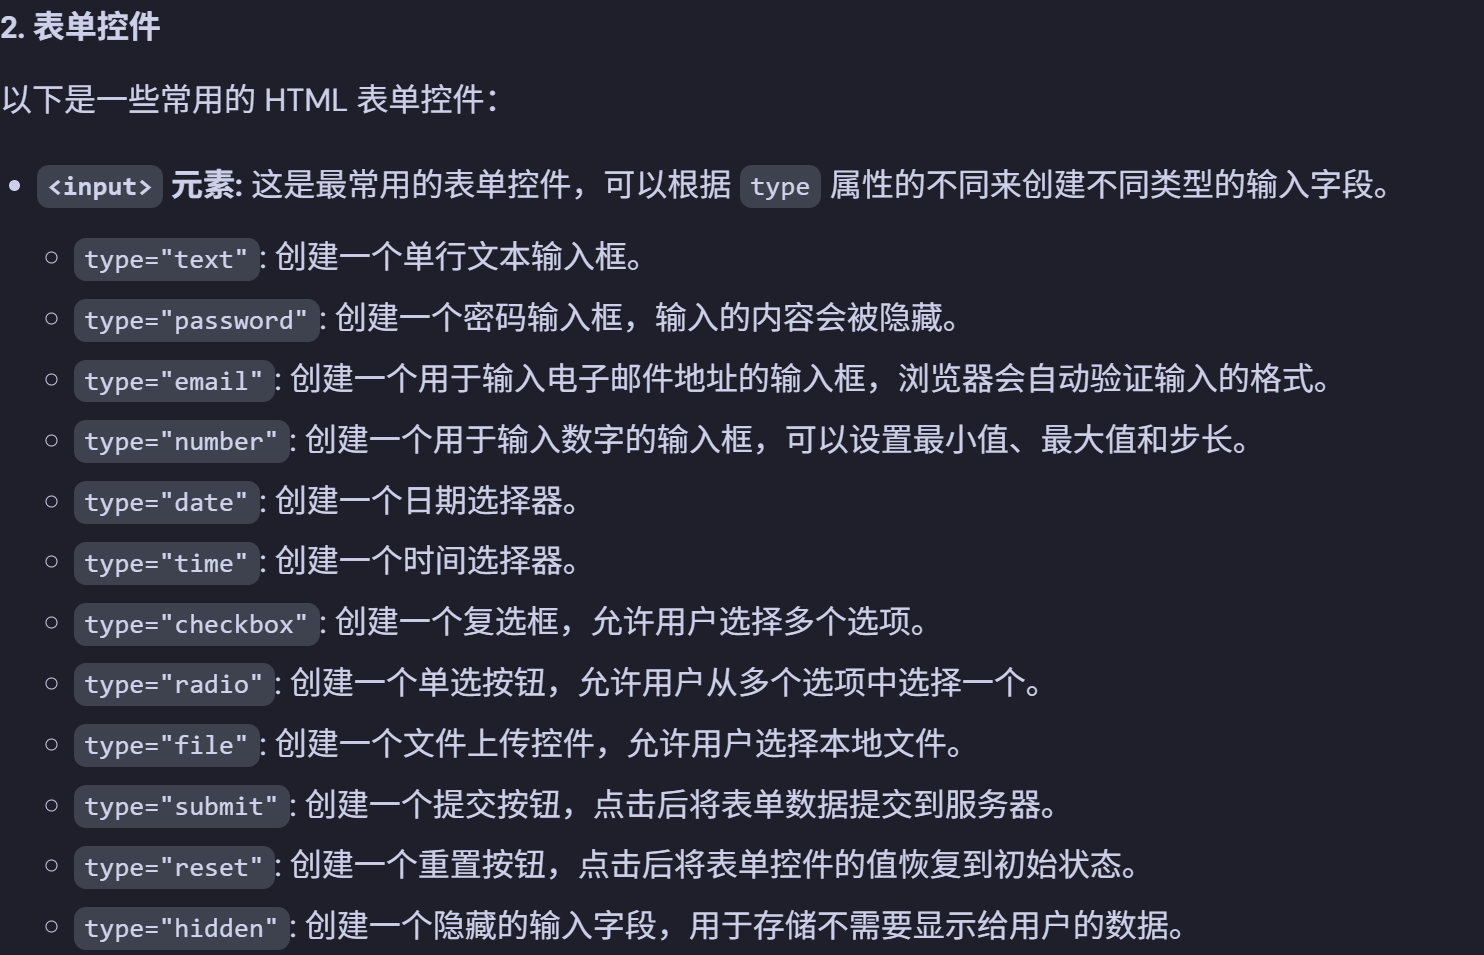 2. 表单控件
以下是一些常用的 HTML 表单控件：
<input> 元素: 这是最常用的表单控件，可以根据 type 属性的不同来创建不同类型的输入字段。
type="text": 创建一个单行文本输入框。
type="password": 创建一个密码输入框，输入的内容会被隐藏。
type="email": 创建一个用于输入电子邮件地址的输入框，浏览器会自动验证输入的格式。
type="number": 创建一个用于输入数字的输入框，可以设置最小值、最大值和步长。
type="date": 创建一个日期选择器。
type="time": 创建一个时间选择器。
type="checkbox": 创建一个复选框，允许用户选择多个选项。
type="radio": 创建一个单选按钮，允许用户从多个选项中选择一个。
type="file": 创建一个文件上传控件，允许用户选择本地文件。
type="submit": 创建一个提交按钮，点击后将表单数据提交到服务器。
type="reset": 创建一个重置按钮，点击后将表单控件的值恢复到初始状态。
type="hidden": 创建一个隐藏的输入字段，用于存储不需要显示给用户的数据。